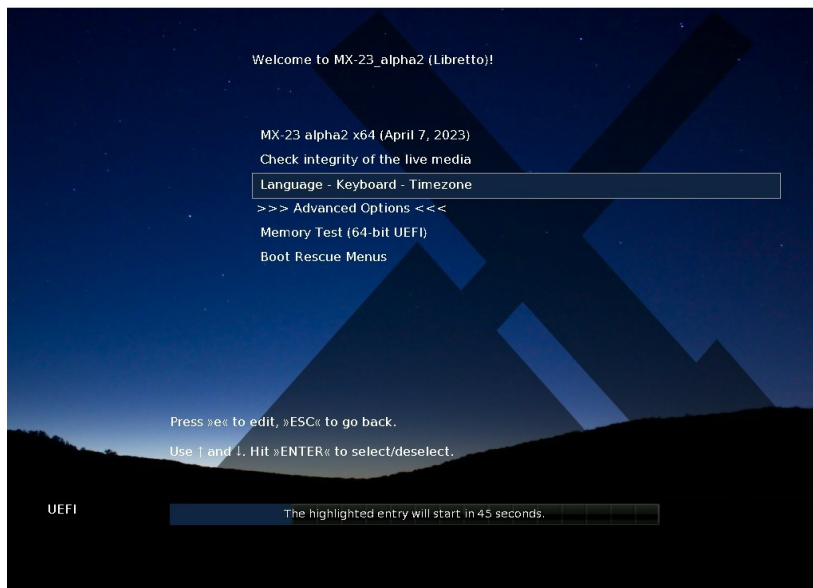 Welcome to MX-23_alpha2 (Libretto)!
MX-23 alpha2 x64 (April 7, 2023)
Check integrity of the live media
Language - Keyboard - Timezone
>>> Advanced Options <<<
Memory Test (64-bit UEFI)
Boot Rescue Menus
Press »e« to edit, »ESC« to go back.
Use ↑ and ↓. Hit »ENTER« to select/deselect.
UEFI
The highlighted entry will start in 45 seconds.